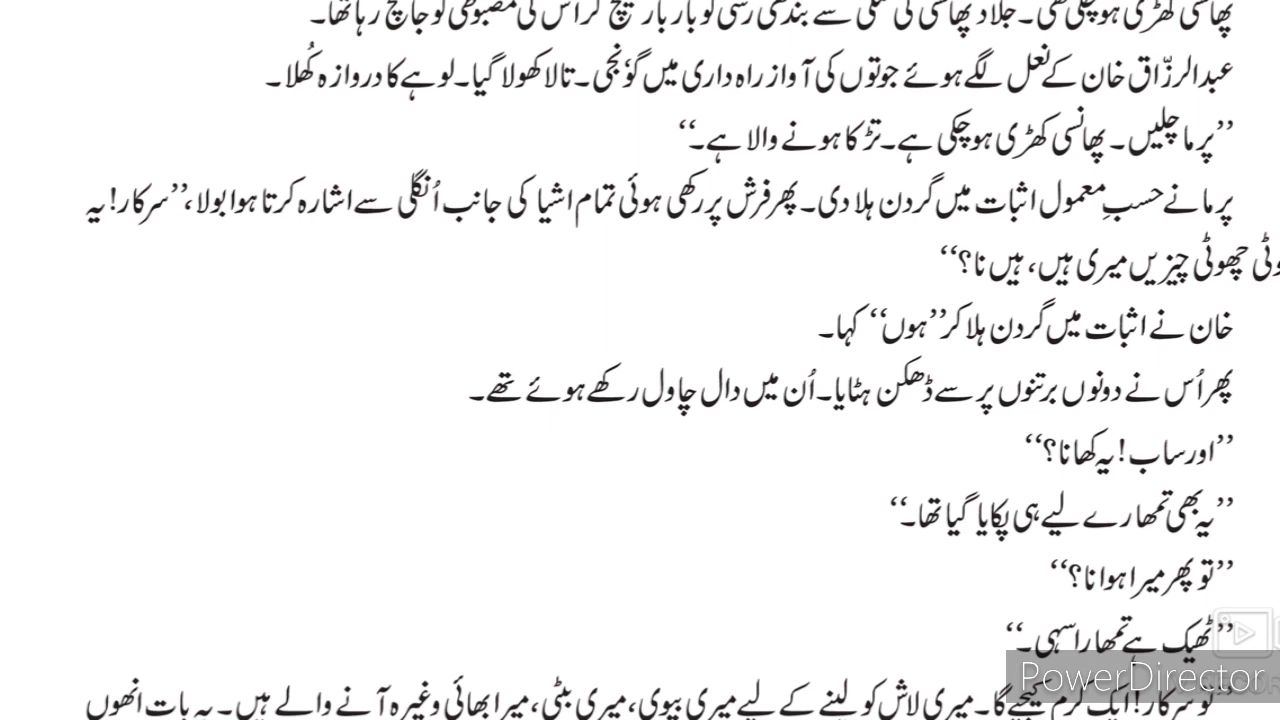 پھانسی کھڑی ہوچکی تھی۔ جلاد پھانسی کی سے بندھی رسی کو بار بار کھینچ کر اس کی مضبوطی کو جانچ رہا تھا۔
عبدالرزّاق خان کے نعل لگے ہوئے جوتوں کی آواز راہ داری میں گونجی۔ تالا کھولا گیا۔ لوہے کا دروازہ کُھلا۔
’’پرما چلیں۔ پھانسی کھڑی ہوچکی ہے۔ تڑکا ہونے والا ہے۔‘‘
پرما نے حسبِ معمول اثبات میں گردن ہلا دی۔ پھر فرش پر رکھی ہوئی تمام اشیا کی جانب اُنگلی سے اشارہ کرتا ہوا بولا، ’’سرکار! یہ
وٹی چھوٹی چیزیں میری ہیں، ہیں نا؟‘‘
خان نے اثبات میں گردن ہلا کر ’’ہوں‘‘ کہا۔
پھر اُس نے دونوں برتنوں پر سے ڈھکن ہٹایا۔ اُن میں دال چاول رکھے ہوئے تھے۔
’’اور ساب! یہ کھانا؟‘‘
’’یہ بھی تمھارے لیے ہی پکایا گیا تھا۔‘‘
’’تو پھر میرا ہوا نا؟‘‘
’’ٹھیک ہے تمھارا سہی۔‘‘
’’تو سرکار! ایک کرم کیجیے گا۔ میری لاش کو لینے کے لیے میری بیوی، میری بیٹی، میرا بھائی وغیرہ آنے والے ہیں۔ یہ بات انھوں
PowerDirector